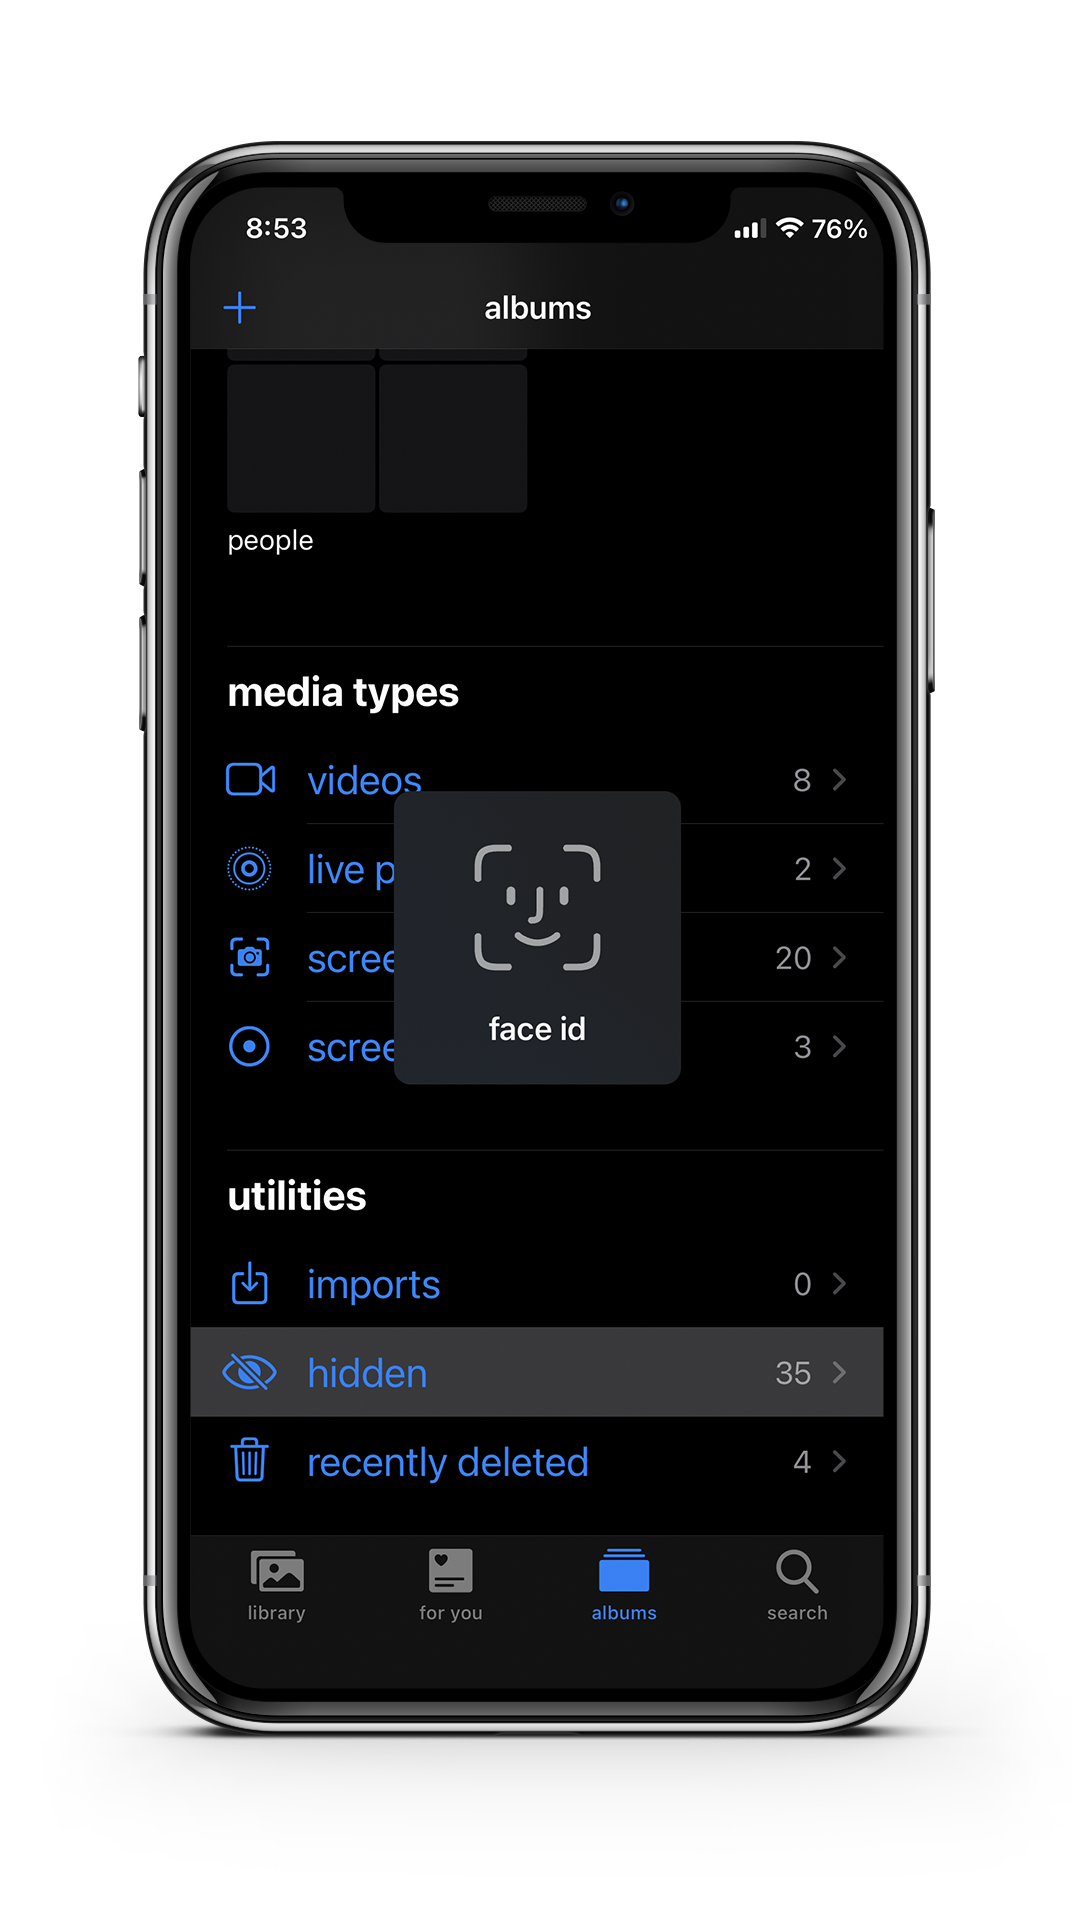 8:53 76%
albums
people
media types
videos 8
live p 2
scree 20
scree 3
face id
utilities
imports 0
hidden 35
recently deleted 4
library for you albums search